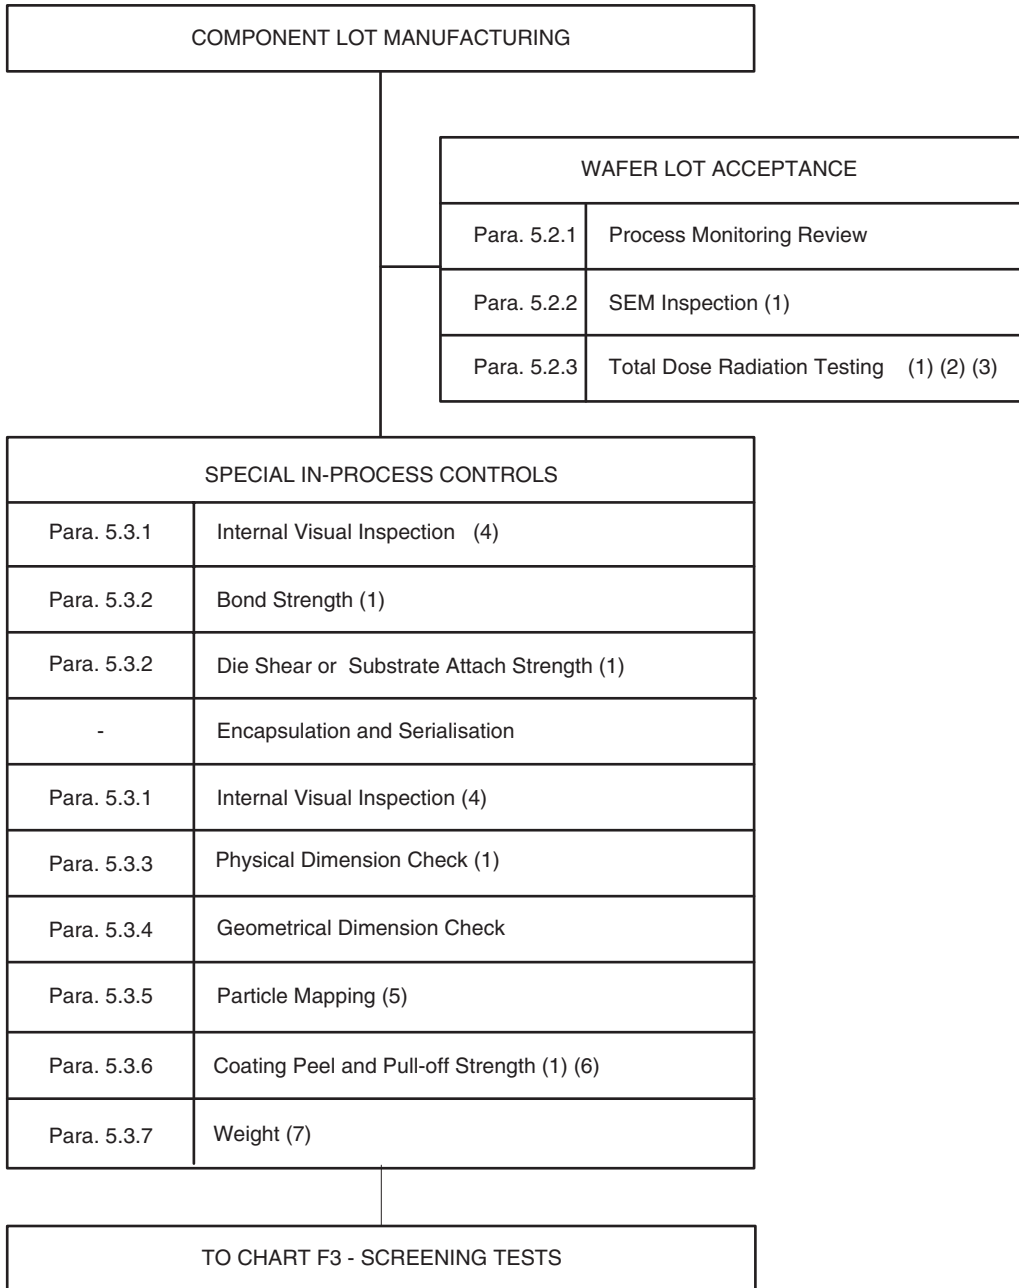 COMPONENT LOT MANUFACTURING
WAFER LOT ACCEPTANCE
Para. 5.2.1 Process Monitoring Review
Para. 5.2.2 SEM Inspection (1)
Para. 5.2.3 Total Dose Radiation Testing (1) (2) (3)
SPECIAL IN-PROCESS CONTROLS
Para. 5.3.1 Internal Visual Inspection (4)
Para. 5.3.2 Bond Strength (1)
Para. 5.3.2 Die Shear or Substrate Attach Strength (1)
- Encapsulation and Serialisation
Para. 5.3.1 Internal Visual Inspection (4)
Para. 5.3.3 Physical Dimension Check (1)
Para. 5.3.4 Geometrical Dimension Check
Para. 5.3.5 Particle Mapping (5)
Para. 5.3.6 Coating Peel and Pull-off Strength (1) (6)
Para. 5.3.7 Weight (7)
TO CHART F3 - SCREENING TESTS